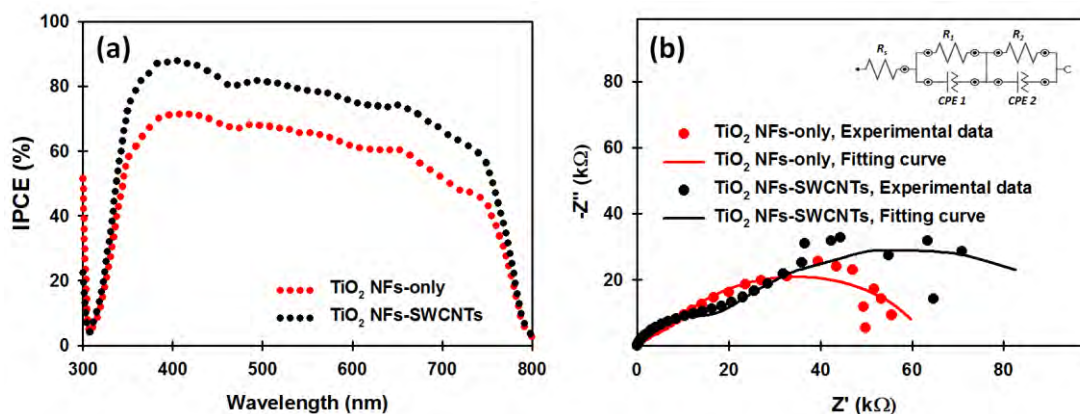 (a)
100
80
60
40
20
0
IPCE (%)
300 400 500 600 700 800
Wavelength (nm)
TiO2 NFs-only
TiO2 NFs-SWCNTs
(b)
Rs
R1
R2
CPE 1
CPE 2
80
60
40
20
0
-Z'' (kΩ)
TiO2 NFs-only, Experimental data
TiO2 NFs-only, Fitting curve
TiO2 NFs-SWCNTs, Experimental data
TiO2 NFs-SWCNTs, Fitting curve
0 20 40 60 80
Z' (kΩ)